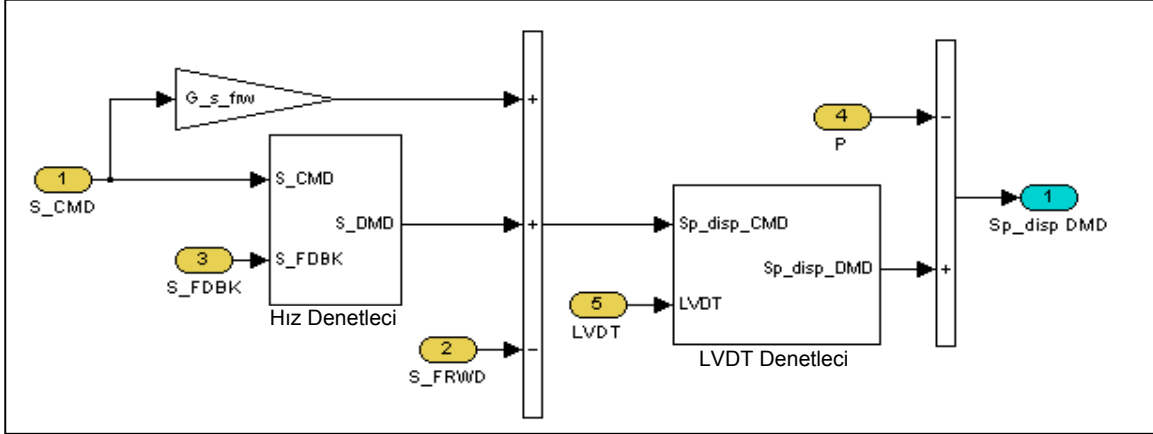 G_s_frw
+
1
S_CMD
S_CMD
S_DMD
S_FDBK
3
S_FDBK
Hız Denetleci
+
2
S_FRWD
−
4
P
−
Sp_disp_CMD
Sp_disp_DMD
LVDT
5
LVDT
LVDT Denetleci
+
1
Sp_disp DMD